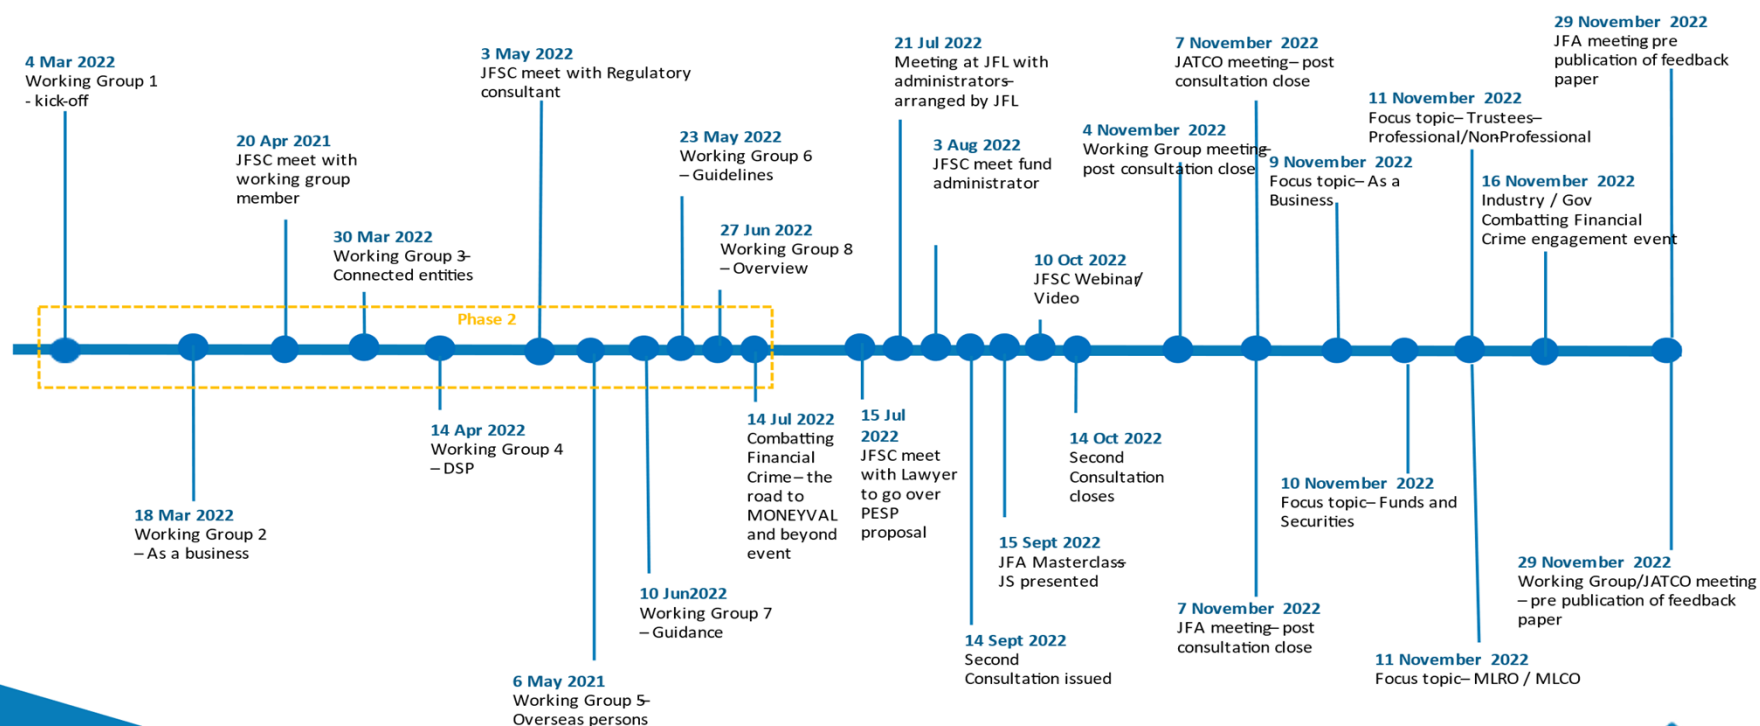 4 Mar 2022
Working Group 1
- kick-off
20 Apr 2021
JFSC meet with
working group
member
30 Mar 2022
Working Group 3–
Connected entities
3 May 2022
JFSC meet with Regulatory
consultant
23 May 2022
Working Group 6
– Guidelines
27 Jun 2022
Working Group 8
– Overview
21 Jul 2022
Meeting at JFL with
administrators–
arranged by JFL
3 Aug 2022
JFSC meet fund
administrator
10 Oct 2022
JFSC Webinar/
Video
4 November 2022
Working Group meeting–
post consultation close
7 November 2022
JATCO meeting– post
consultation close
9 November 2022
Focus topic– As a
Business
11 November 2022
Focus topic– Trustees–
Professional/Non-Professional
16 November 2022
Industry / Gov
Combatting Financial
Crime engagement event
29 November 2022
JFA meeting pre
publication of feedback
paper
Phase 2
18 Mar 2022
Working Group 2
– As a business
14 Apr 2022
Working Group 4
– DSP
6 May 2021
Working Group 5–
Overseas persons
10 Jun2022
Working Group 7
– Guidance
14 Jul 2022
Combatting
Financial
Crime– the
road to
MONEYVAL
and beyond
event
15 Jul
2022
JFSC meet
with Lawyer
to go over
PESP
proposal
14 Sept 2022
Second
Consultation issued
15 Sept 2022
JFA Masterclass–
JS presented
14 Oct 2022
Second
Consultation
closes
7 November 2022
JFA meeting– post
consultation close
10 November 2022
Focus topic– Funds and
Securities
11 November 2022
Focus topic– MLRO / MLCO
29 November 2022
Working Group/JATCO meeting
– pre publication of feedback
paper